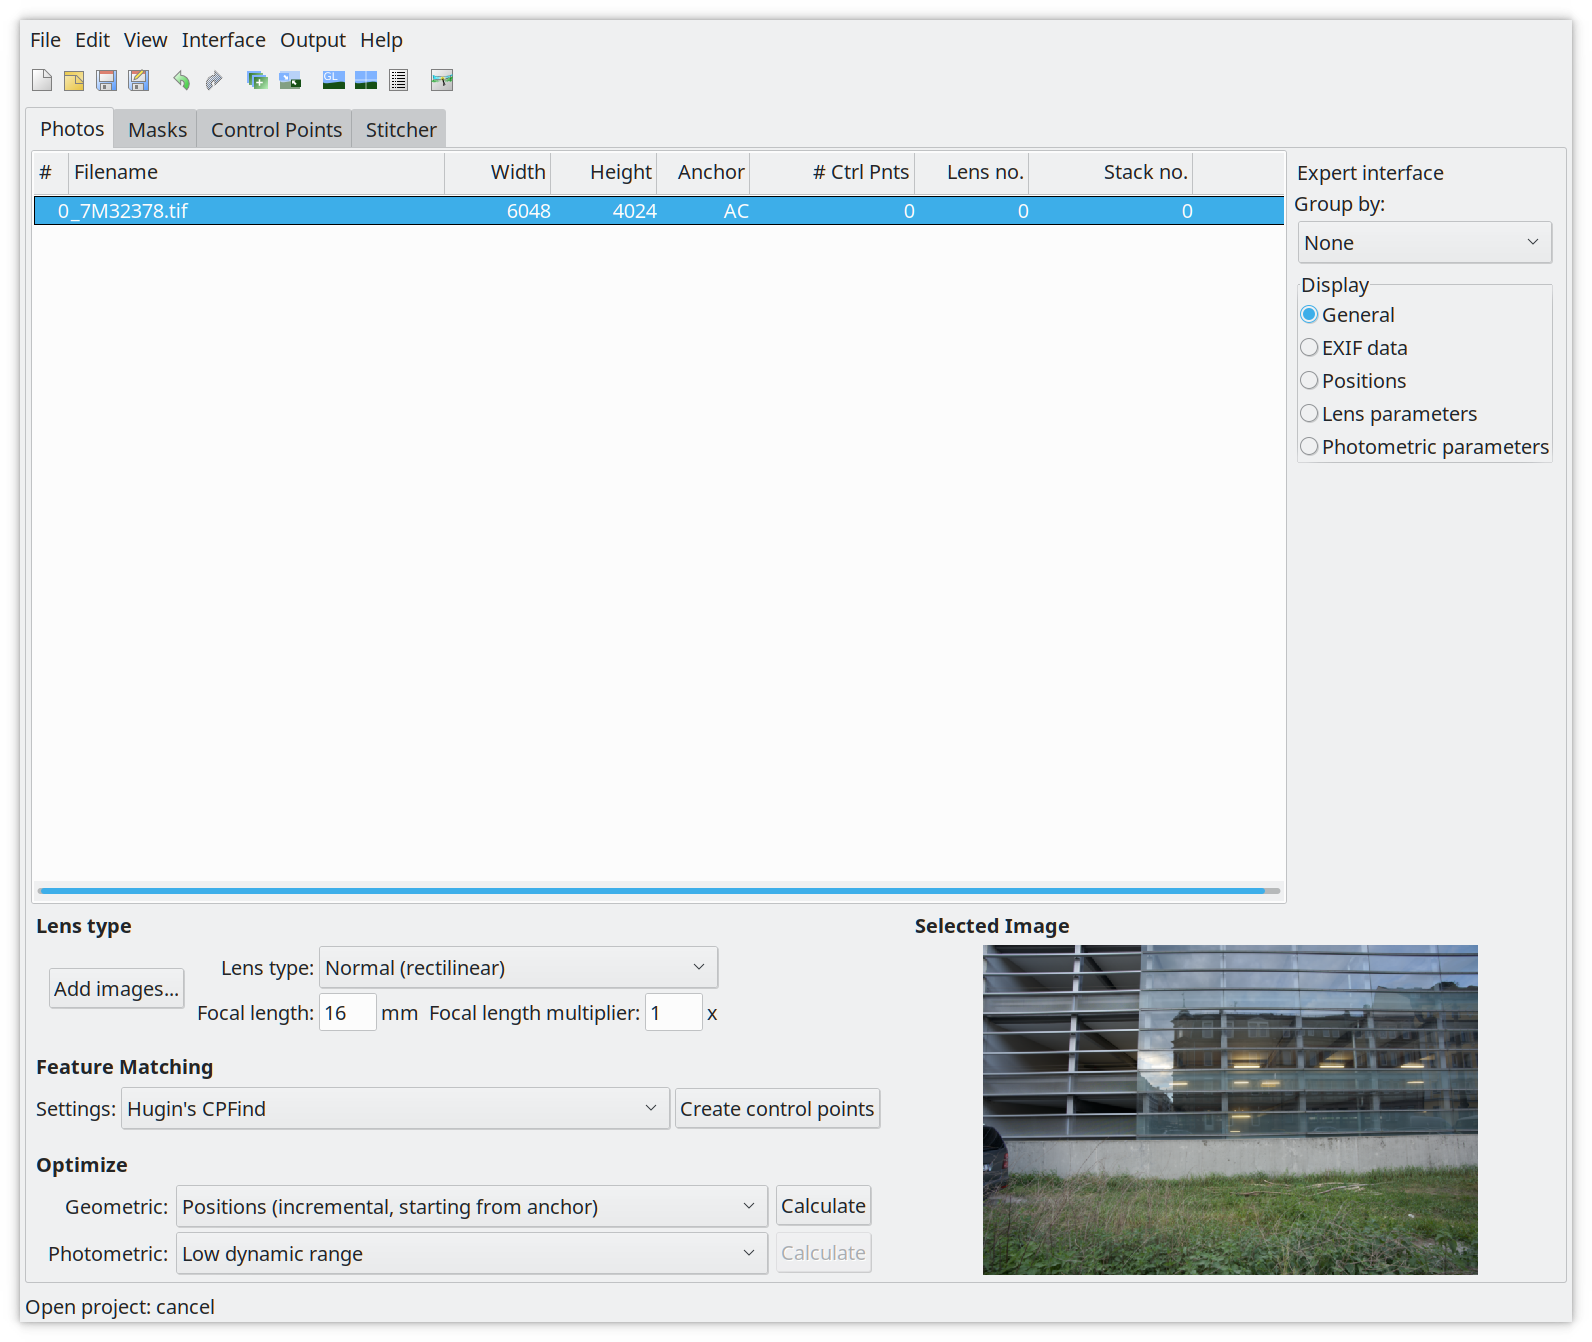 File Edit View Interface Output Help
GL
Photos Masks Control Points Stitcher
# Filename Width Height Anchor # Ctrl Pnts Lens no. Stack no.
0 _7M32378.tif 6048 4024 AC 0 0 0
Expert interface
Group by:
None
Display
General
EXIF data
Positions
Lens parameters
Photometric parameters
Lens type
Add images...
Lens type: Normal (rectilinear)
Focal length: 16 mm Focal length multiplier: 1 x
Feature Matching
Settings: Hugin's CPFind Create control points
Optimize
Geometric: Positions (incremental, starting from anchor) Calculate
Photometric: Low dynamic range Calculate
Selected Image
Open project: cancel